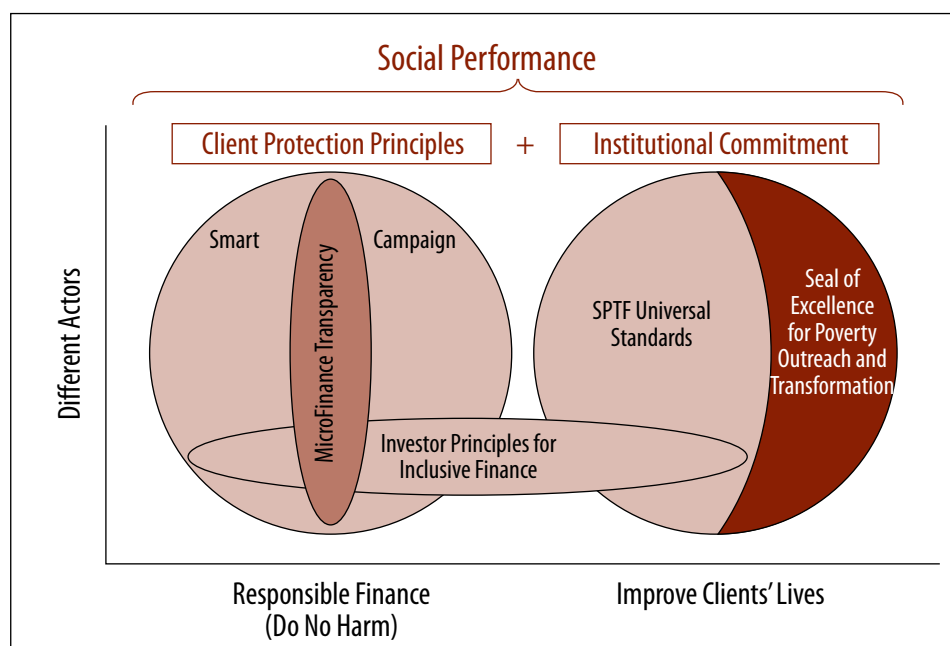 Social Performance
Client Protection Principles + Institutional Commitment
Different Actors
Smart Campaign
MicroFinance Transparency
SPTF Universal
Standards
Seal of
Excellence
for Poverty
Outreach and
Transformation
Investor Principles for
Inclusive Finance
Responsible Finance
(Do No Harm)
Improve Clients' Lives